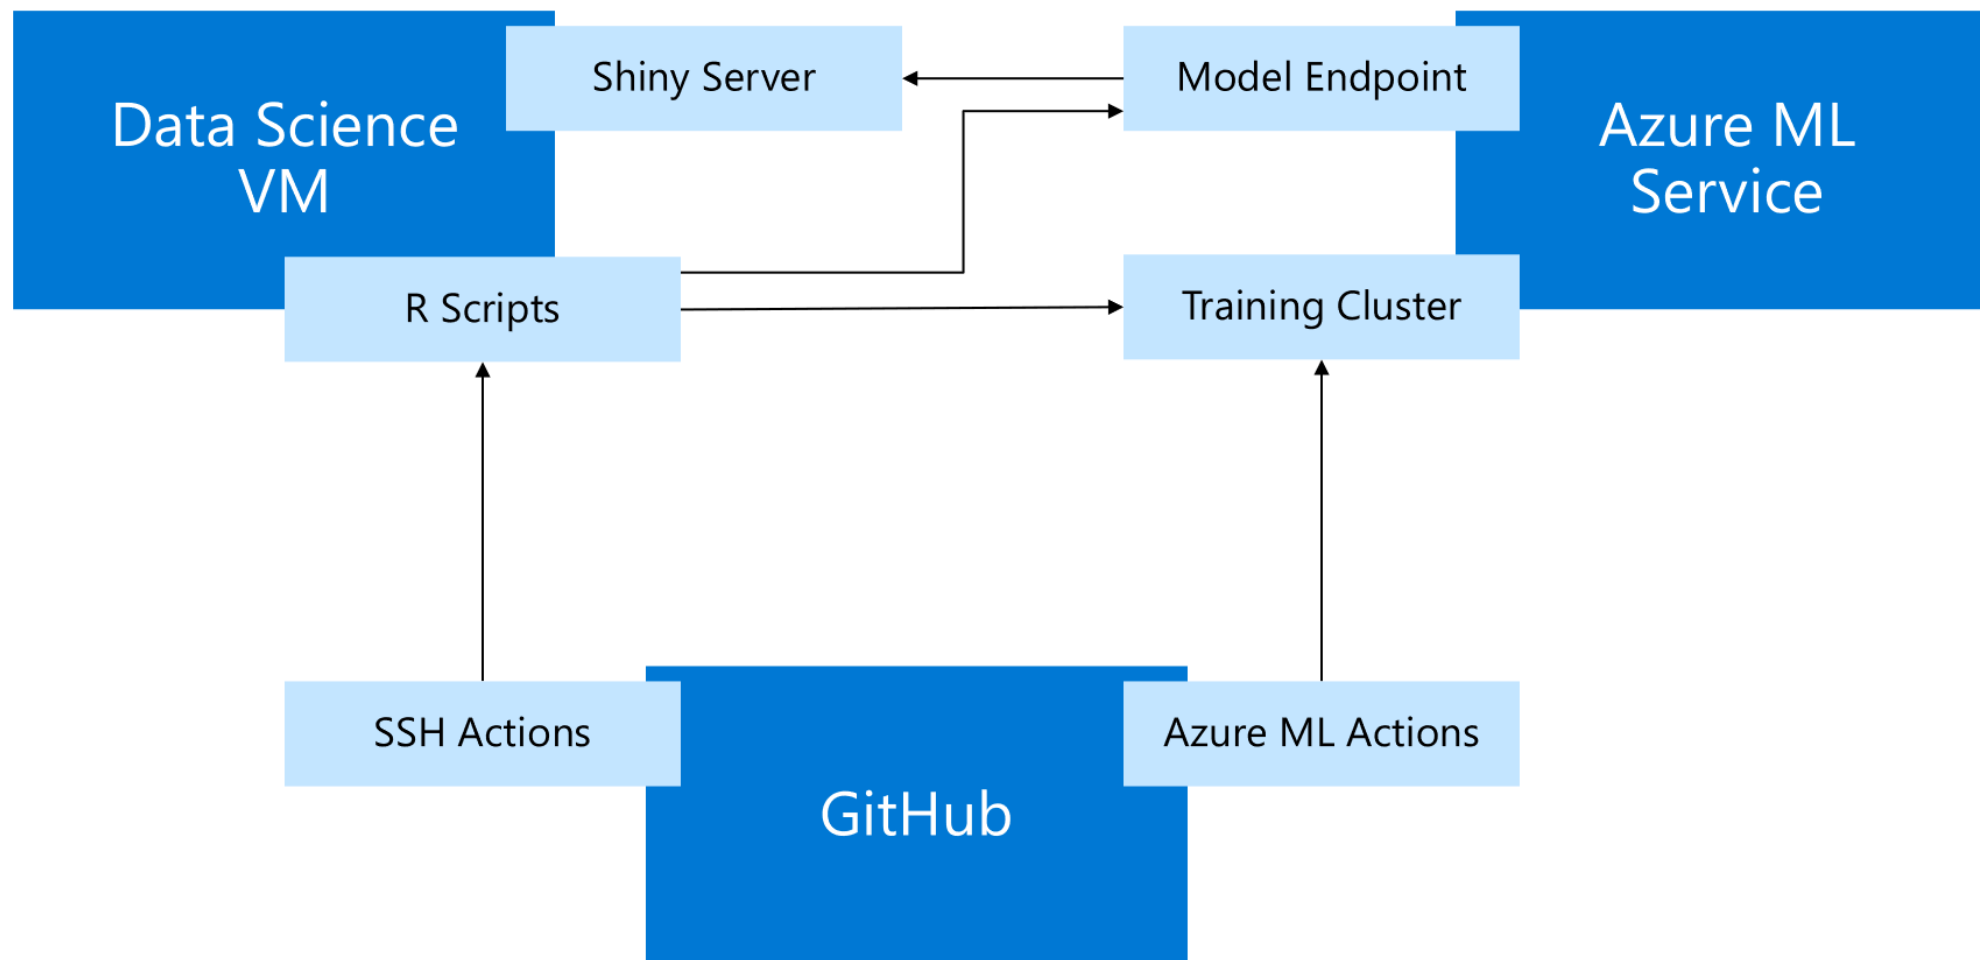 Data Science
VM
Shiny Server
Model Endpoint
Azure ML
Service
R Scripts
Training Cluster
SSH Actions
Azure ML Actions
GitHub